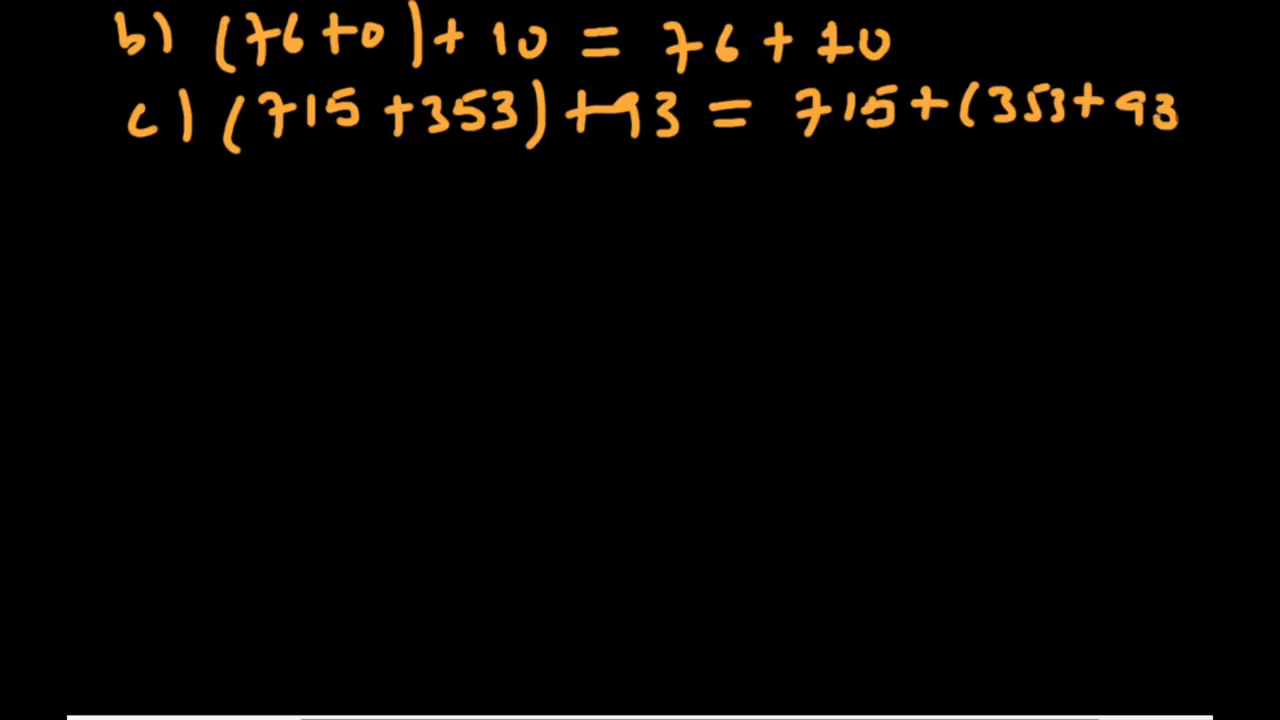 b) (76+0)+10 = 76+10
c) (715+353)+93 = 715+(353+93